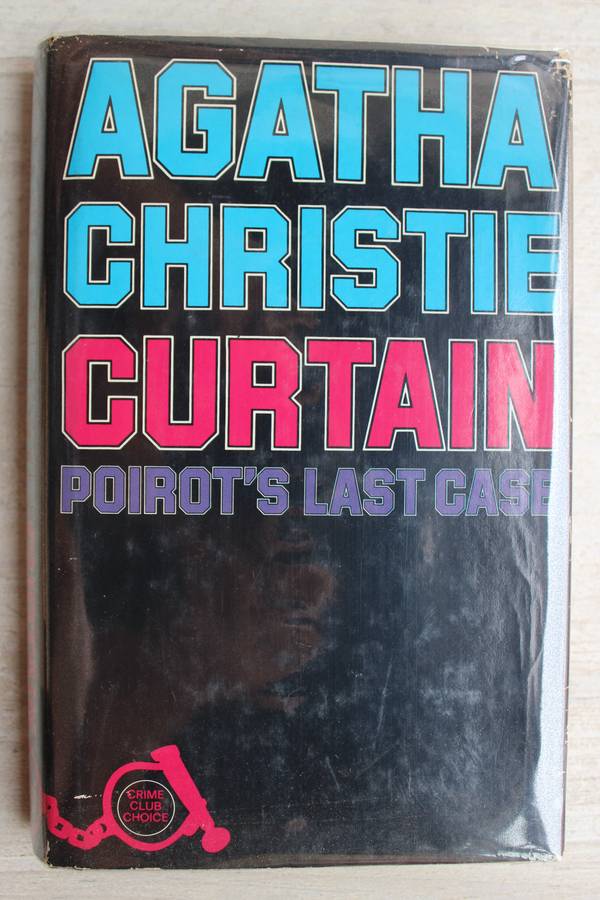 AGATHA
CHRISTIE
CURTAIN
POIROT'S LAST CASE
CRIME
CLUB
CHOICE